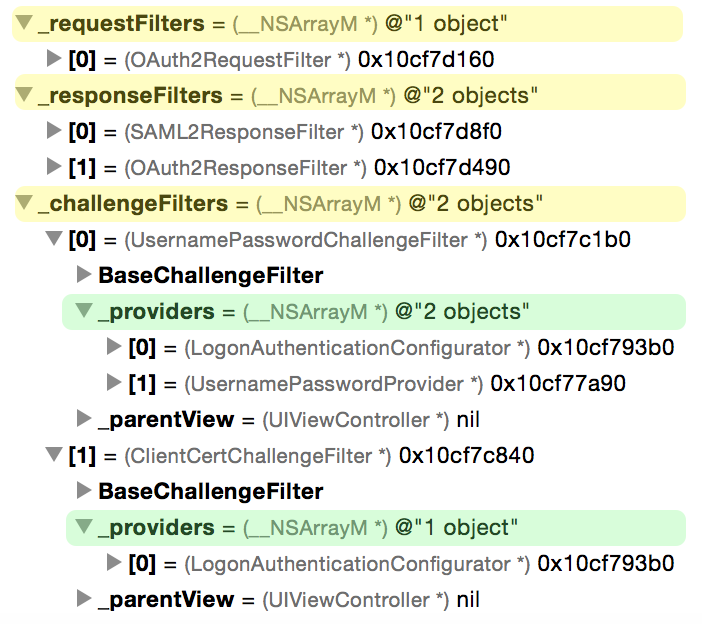 _requestFilters = (__NSArrayM *) @"1 object"
[0] = (OAuth2RequestFilter *) 0x10cf7d160
_responseFilters = (__NSArrayM *) @"2 objects"
[0] = (SAML2ResponseFilter *) 0x10cf7d8f0
[1] = (OAuth2ResponseFilter *) 0x10cf7d490
_challengeFilters = (__NSArrayM *) @"2 objects"
[0] = (UsernamePasswordChallengeFilter *) 0x10cf7c1b0
BaseChallengeFilter
_providers = (__NSArrayM *) @"2 objects"
[0] = (LogonAuthenticationConfigurator *) 0x10cf793b0
[1] = (UsernamePasswordProvider *) 0x10cf77a90
_parentView = (UIViewController *) nil
[1] = (ClientCertChallengeFilter *) 0x10cf7c840
BaseChallengeFilter
_providers = (__NSArrayM *) @"1 object"
[0] = (LogonAuthenticationConfigurator *) 0x10cf793b0
_parentView = (UIViewController *) nil